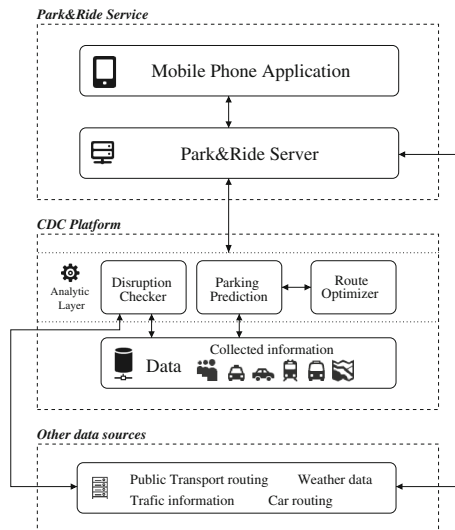 Park&Ride Service
Mobile Phone Application
Park&Ride Server
CDC Platform
Analytic
Layer
Disruption
Checker
Parking
Prediction
Route
Optimizer
Data
Collected information
Other data sources
Public Transport routing
Weather data
Trafic information
Car routing